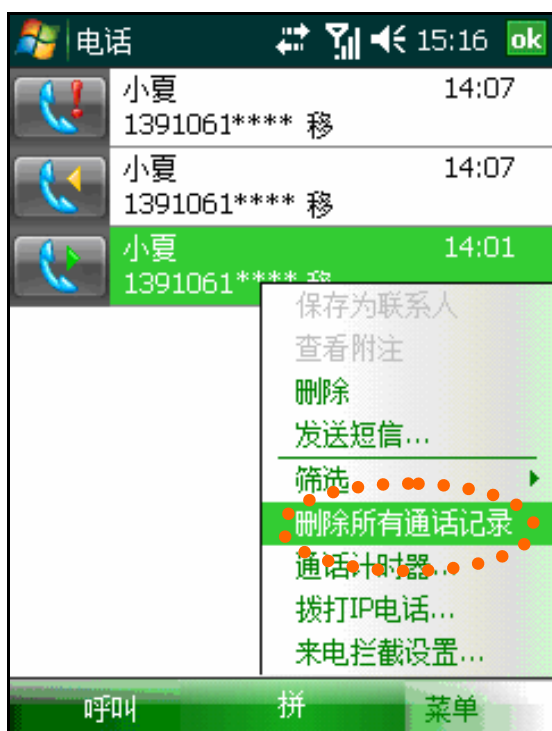 电话 15:16 ok
小夏 14:07
1391061**** 移
小夏 14:07
1391061**** 移
小夏 14:01
1391061**** 移
保存为联系人
查看附注
删除
发送短信...
筛选
删除所有通话记录
通话计时器...
拨打IP电话...
来电拦截设置...
呼叫 拼 菜单